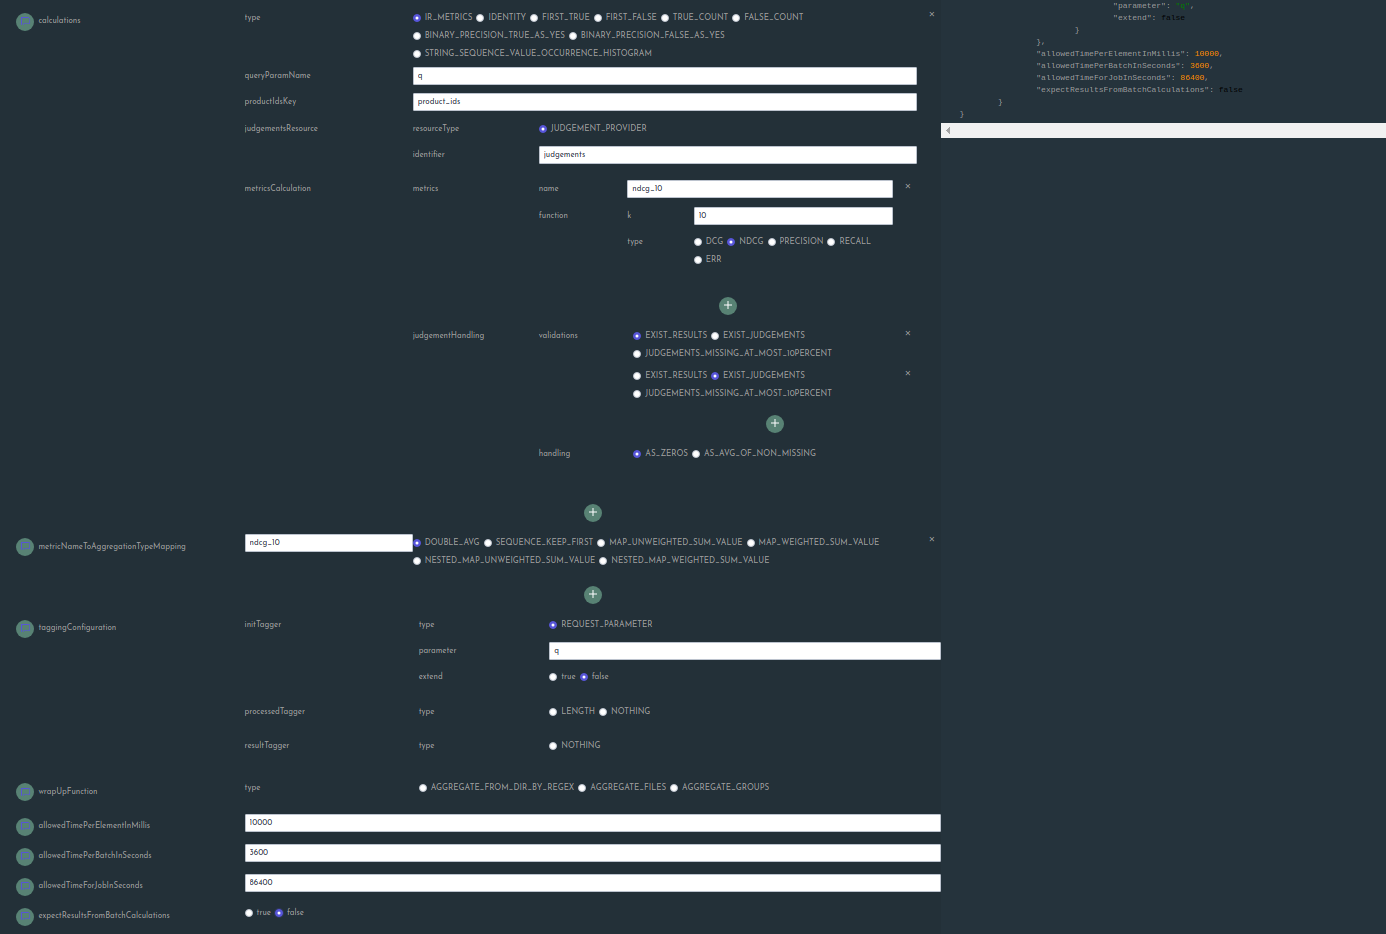 calculations
type
IR_METRICS IDENTITY FIRST_TRUE FIRST_FALSE TRUE_COUNT FALSE_COUNT
BINARY_PRECISION_TRUE_AS_YES BINARY_PRECISION_FALSE_AS_YES
STRING_SEQUENCE_VALUE_OCCURRENCE_HISTOGRAM
queryParamName
q
productIdsKey
product_ids
judgementsResource
resourceType
JUDGEMENT_PROVIDER
identifier
judgements
metricsCalculation
metrics
name
ndcg_10
function
k
10
type
DCG NDCG PRECISION RECALL
ERR
judgementHandling
validations
EXIST_RESULTS EXIST_JUDGEMENTS
JUDGEMENTS_MISSING_AT_MOST_10PERCENT
EXIST_RESULTS EXIST_JUDGEMENTS
JUDGEMENTS_MISSING_AT_MOST_10PERCENT
handling
AS_ZEROS AS_AVG_OF_NON_MISSING
metricNameToAggregationTypeMapping
ndcg_10
DOUBLE_AVG SEQUENCE_KEEP_FIRST MAP_UNWEIGHTED_SUM_VALUE MAP_WEIGHTED_SUM_VALUE
NESTED_MAP_UNWEIGHTED_SUM_VALUE NESTED_MAP_WEIGHTED_SUM_VALUE
taggingConfiguration
initTagger
type
REQUEST_PARAMETER
parameter
q
extend
true false
processedTagger
type
LENGTH NOTHING
resultTagger
type
NOTHING
wrapUpFunction
type
AGGREGATE_FROM_DIR_BY_REGEX AGGREGATE_FILES AGGREGATE_GROUPS
allowedTimePerElementInMillis
10000
allowedTimePerBatchInSeconds
3600
allowedTimeForJobInSeconds
86400
expectResultsFromBatchCalculations
true false
"parameter": "q",
"extend": false
}
},
"allowedTimePerElementInMillis": 10000,
"allowedTimePerBatchInSeconds": 3600,
"allowedTimeForJobInSeconds": 86400,
"expectResultsFromBatchCalculations": false
}
}